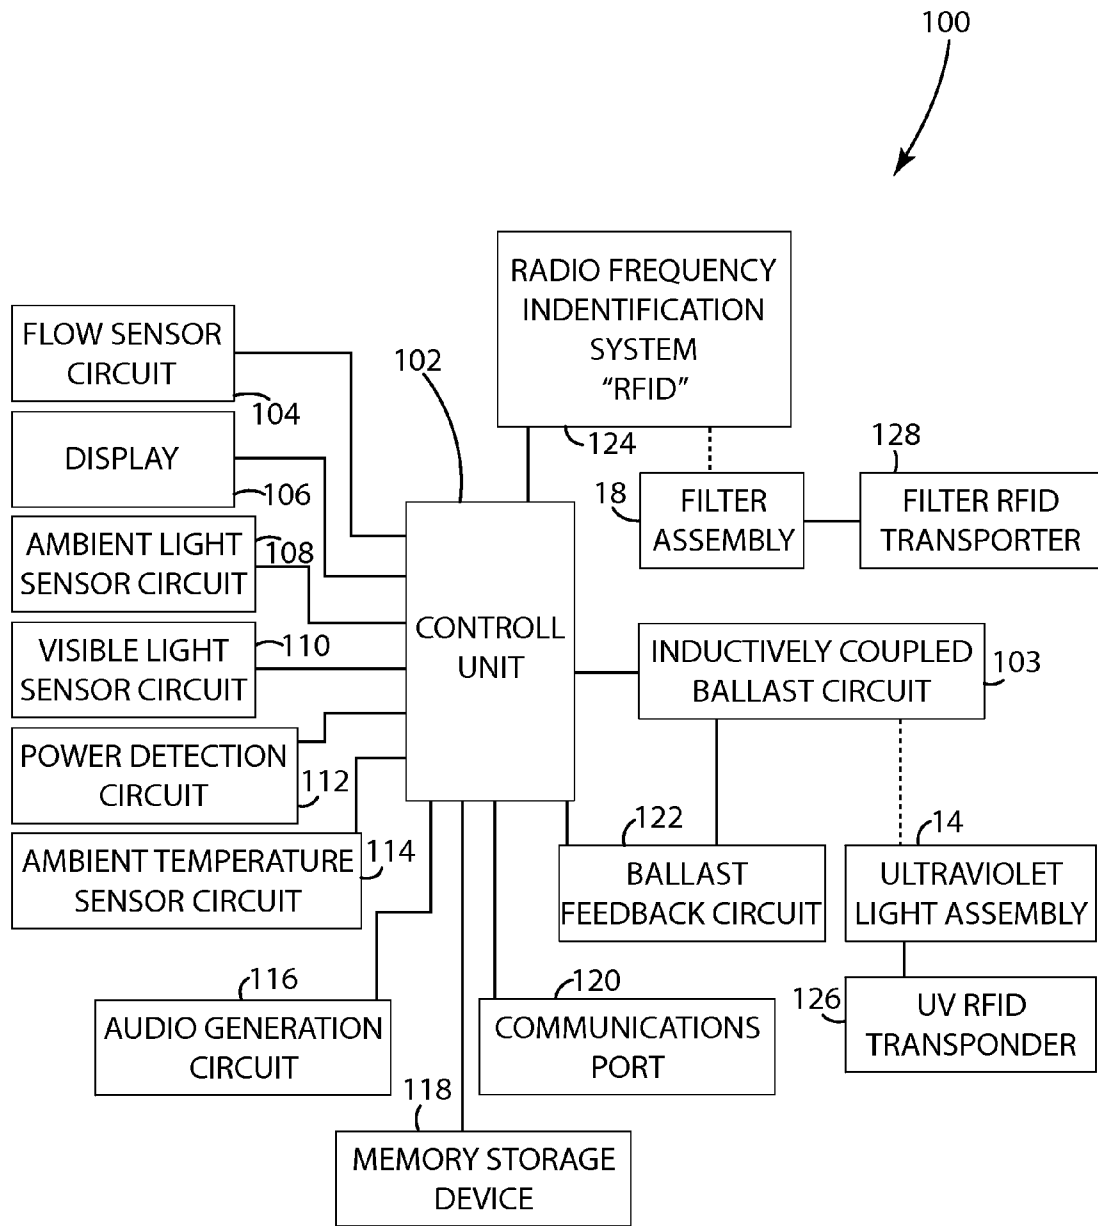 100
RADIO FREQUENCY
INDENTIFICATION
SYSTEM
“RFID”
124
FLOW SENSOR
CIRCUIT
104
102
DISPLAY
106
128
18
FILTER
ASSEMBLY
FILTER RFID
TRANSPORTER
AMBIENT LIGHT
SENSOR CIRCUIT
108
CONTROLL
UNIT
VISIBLE LIGHT
SENSOR CIRCUIT
110
INDUCTIVELY COUPLED
BALLAST CIRCUIT
103
POWER DETECTION
CIRCUIT
112
AMBIENT TEMPERATURE
SENSOR CIRCUIT
114
122
BALLAST
FEEDBACK CIRCUIT
14
ULTRAVIOLET
LIGHT ASSEMBLY
116
AUDIO GENERATION
CIRCUIT
120
COMMUNICATIONS
PORT
126
UV RFID
TRANSPONDER
118
MEMORY STORAGE
DEVICE